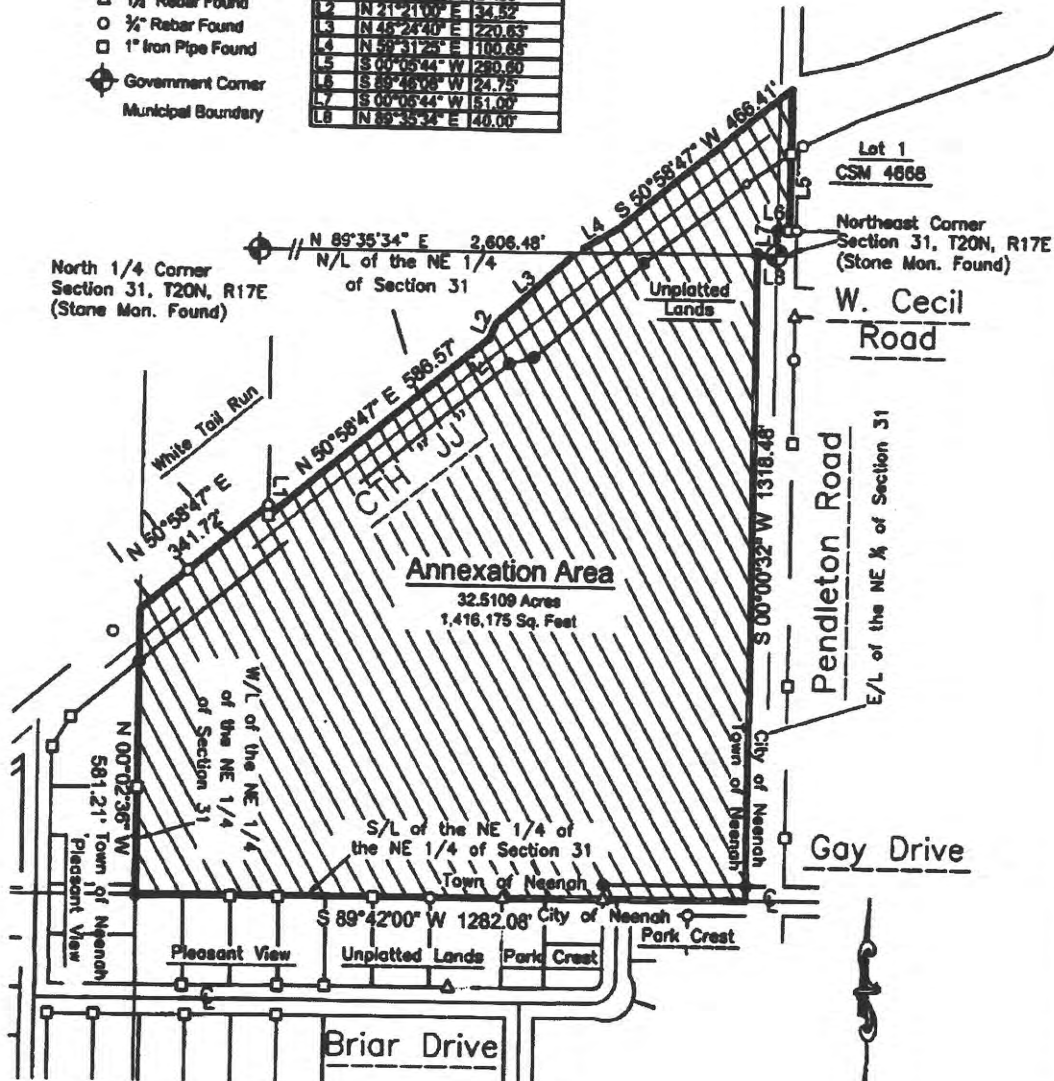 Rebar Found
¾" Rebar Found
1" Iron Pipe Found
Government Corner
Municipal Boundary
L2 N 21°21'00" E 34.52'
L3 N 46°24'40" E 220.63'
L4 N 59°31'25" E 100.65'
L5 S 00°05'44" W 290.60'
L6 S 89°46'08" W 24.75'
L7 S 00°05'44" W 51.00'
L8 N 89°35'34" E 40.00'
S 50°58'47" W 466.41'
Lot 1
CSM 4668
L5
L6
L7
L8
L4
Northeast Corner
Section 31, T20N, R17E
(Stone Mon. Found)
N 89°35'34" E 2,606.48'
N/L of the NE 1/4
of Section 31
North 1/4 Corner
Section 31, T20N, R17E
(Stone Mon. Found)
L3
L2
Unplatted
Lands
W. Cecil
Road
N 50°58'47" E 586.57'
White Tail Run
L1
CTH "JJ"
N 50°58'47" E
341.72'
Annexation Area
32.5109 Acres
1,416,175 Sq. Feet
S 00°00'32" W 1318.46'
Pendleton Road
E/L of the NE ¼ of Section 31
W/L of the NE 1/4
of the NE 1/4
of Section 31
N 00°02'36" W
581.21'
Town of Neenah
Pleasant View
City of Neenah
Town of Neenah
S/L of the NE 1/4 of
the NE 1/4 of Section 31
Gay Drive
Town of Neenah
S 89°42'00" W 1282.08'
City of Neenah
Park Crest
Pleasant View
Unplatted Lands
Park Crest
Briar Drive